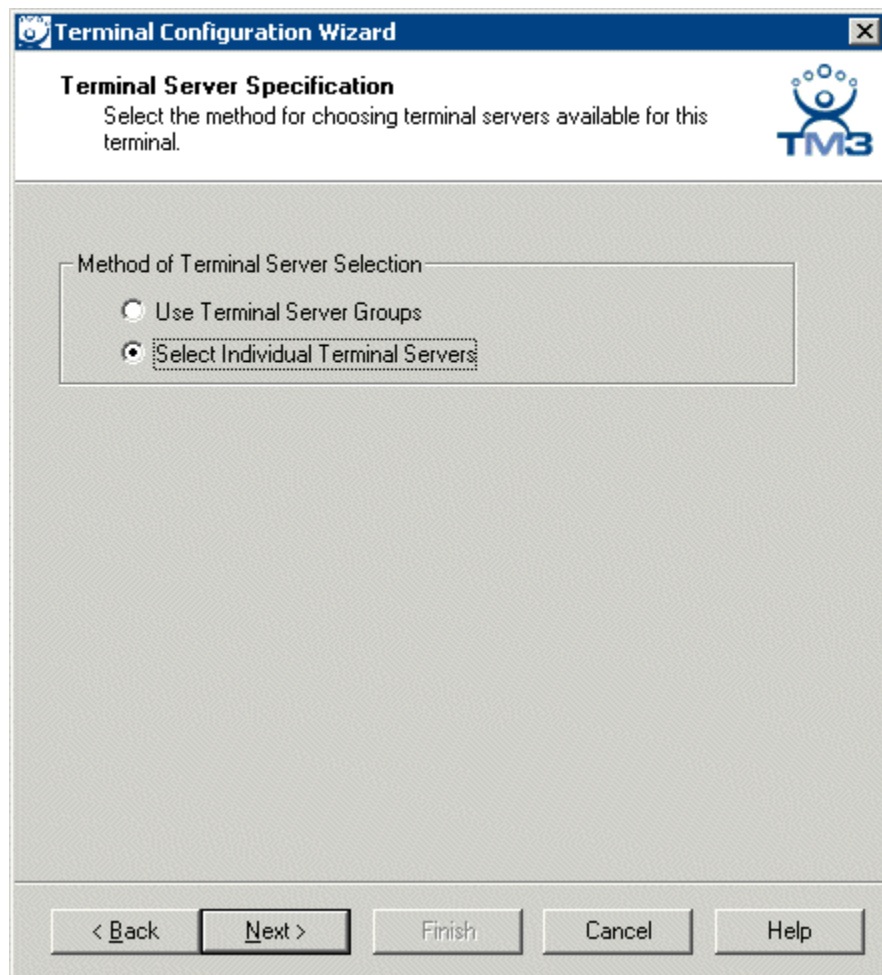 Terminal Configuration Wizard
Terminal Server Specification
Select the method for choosing terminal servers available for this
terminal.
TM3
Method of Terminal Server Selection
Use Terminal Server Groups
Select Individual Terminal Servers
< Back
Next >
Finish
Cancel
Help